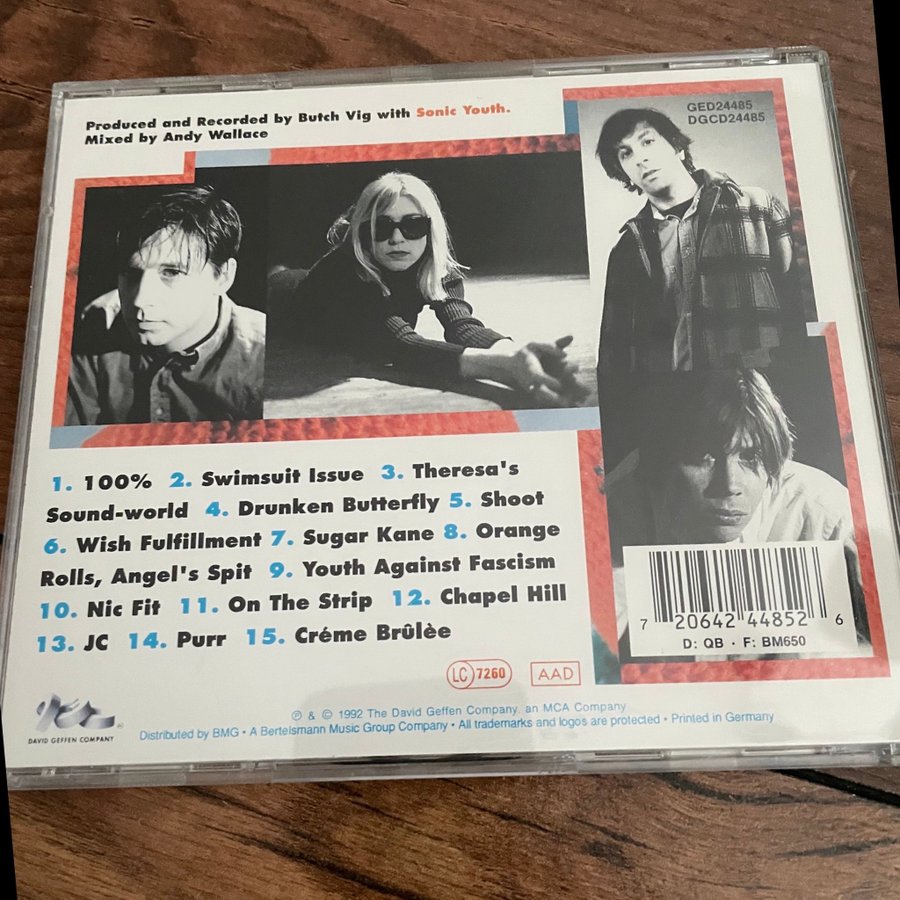 Produced and Recorded by Butch Vig with Sonic Youth.
Mixed by Andy Wallace
GED24485
DGCD24485
1. 100% 2. Swimsuit Issue 3. Theresa's
Sound-world 4. Drunken Butterfly 5. Shoot
6. Wish Fulfillment 7. Sugar Kane 8. Orange
Rolls, Angel's Spit 9. Youth Against Fascism
10. Nic Fit 11. On The Strip 12. Chapel Hill
13. JC 14. Purr 15. Créme Brûlèe
7 20642 44852 6
D: QB · F: BM650
LC 7260 AAD
DGC
DAVID GEFFEN COMPANY
℗ & © 1992 The David Geffen Company, an MCA Company
Distributed by BMG • A Bertelsmann Music Group Company • All trademarks and logos are protected • Printed in Germany